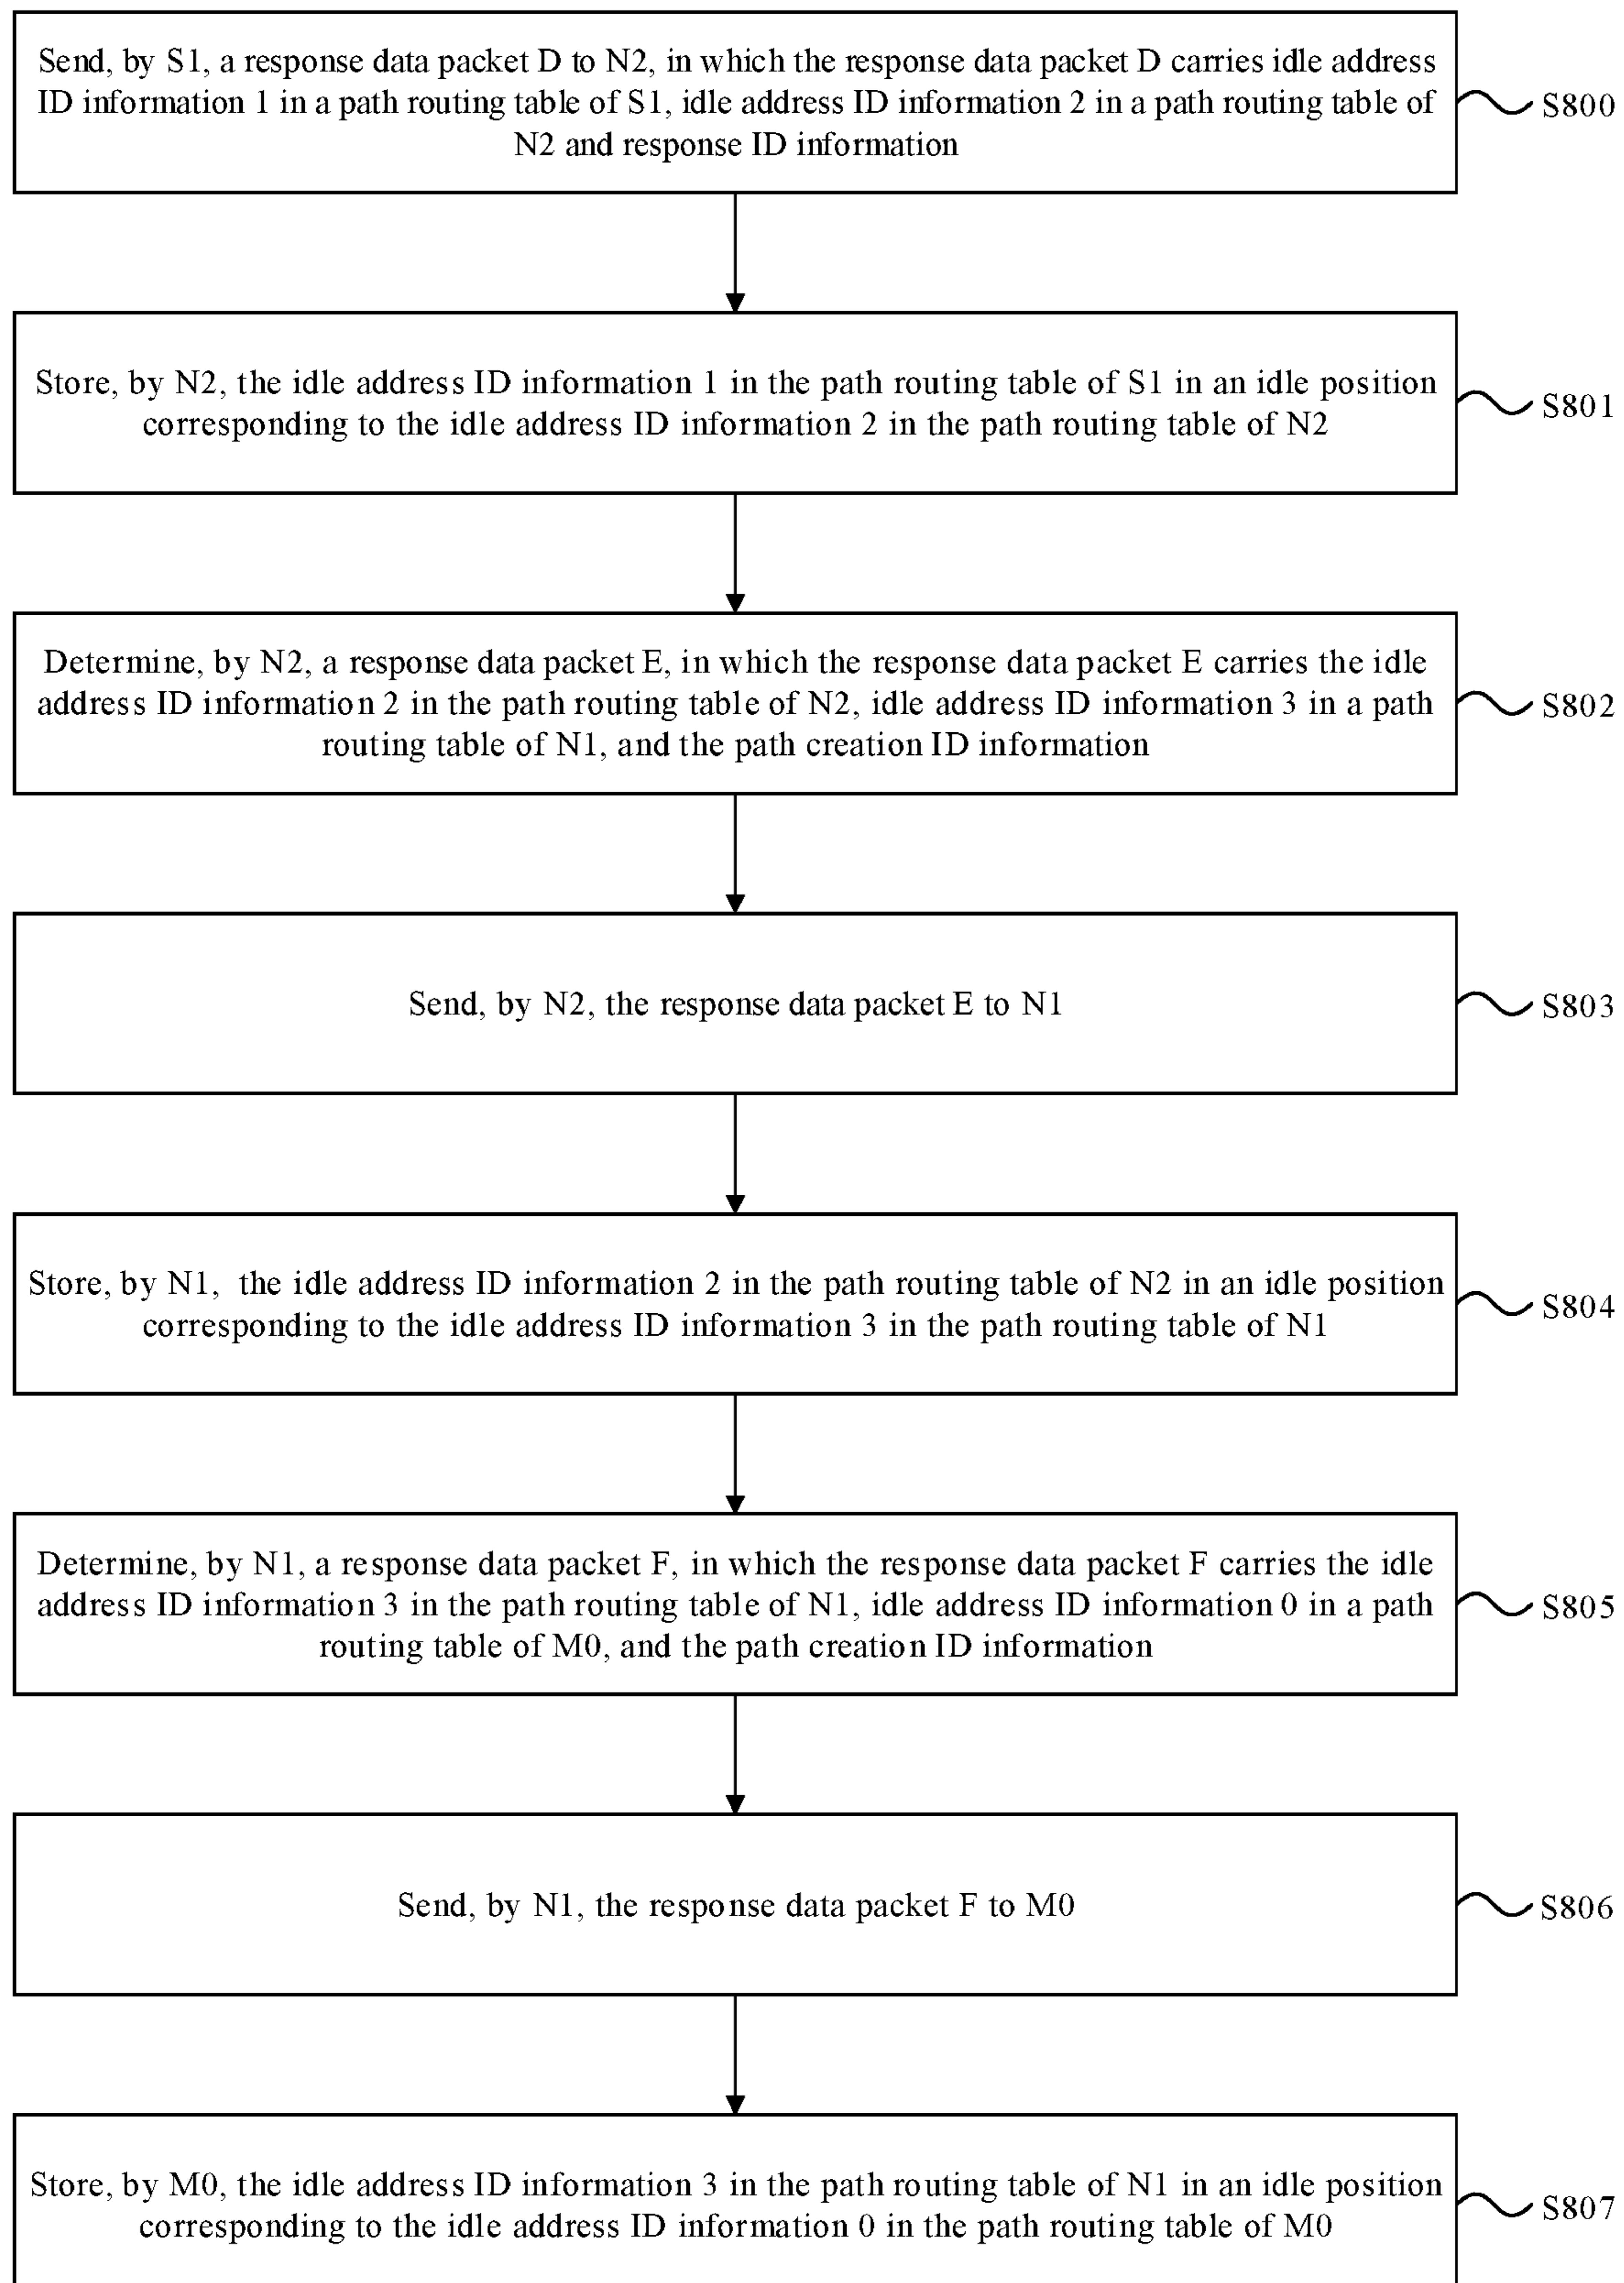 Send, by S1, a response data packet D to N2, in which the response data packet D carries idle address
ID information 1 in a path routing table of S1, idle address ID information 2 in a path routing table of
N2 and response ID information
S800
Store, by N2, the idle address ID information 1 in the path routing table of S1 in an idle position
corresponding to the idle address ID information 2 in the path routing table of N2
S801
Determine, by N2, a response data packet E, in which the response data packet E carries the idle
address ID information 2 in the path routing table of N2, idle address ID information 3 in a path
routing table of N1, and the path creation ID information
S802
Send, by N2, the response data packet E to N1
S803
Store, by N1, the idle address ID information 2 in the path routing table of N2 in an idle position
corresponding to the idle address ID information 3 in the path routing table of N1
S804
Determine, by N1, a response data packet F, in which the response data packet F carries the idle
address ID information 3 in the path routing table of N1, idle address ID information 0 in a path
routing table of M0, and the path creation ID information
S805
Send, by N1, the response data packet F to M0
S806
Store, by M0, the idle address ID information 3 in the path routing table of N1 in an idle position
corresponding to the idle address ID information 0 in the path routing table of M0
S807